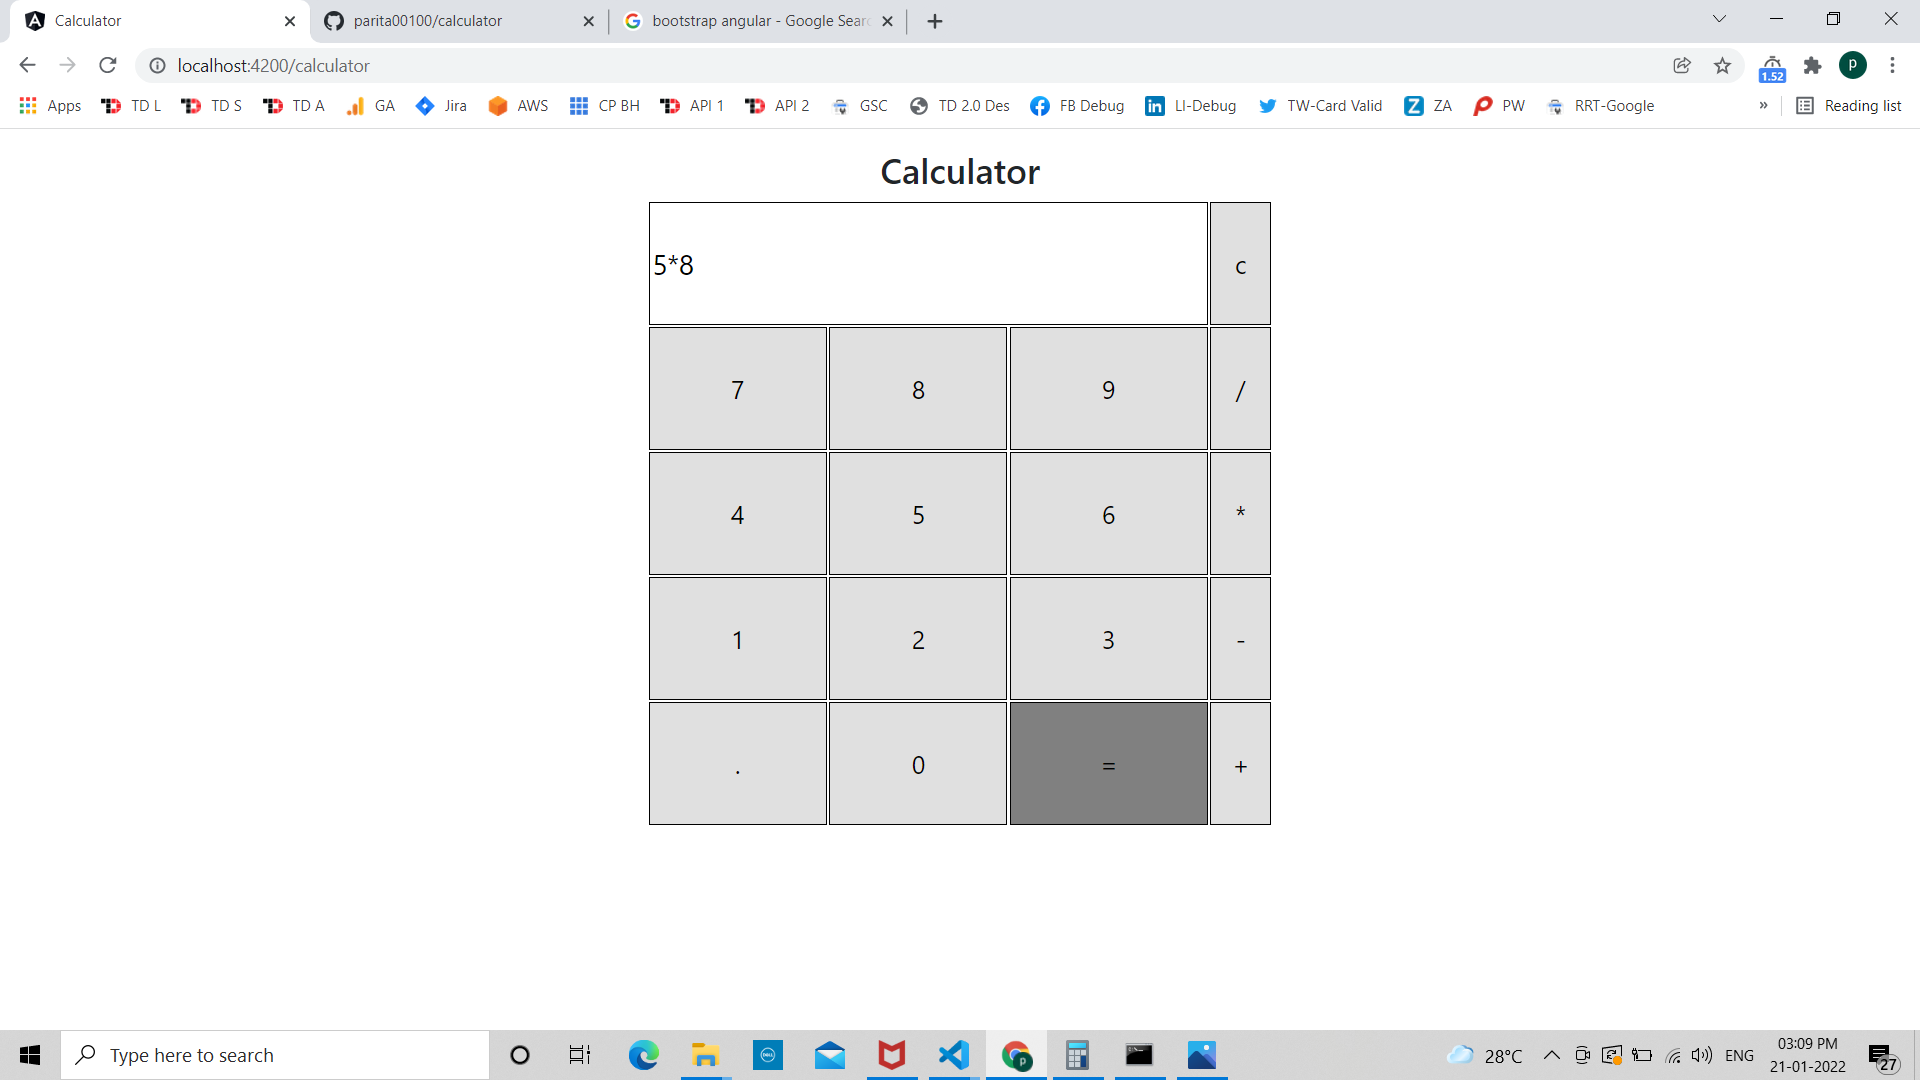 Calculator
parita00100/calculator
bootstrap angular - Google Sear
localhost:4200/calculator
1.52
P
Apps
TD L
TD S
TD A
GA
Jira
AWS
CP BH
API 1
API 2
GSC
TD 2.0 Des
FB Debug
LI-Debug
TW-Card Valid
ZA
PW
RRT-Google
»
Reading list
Calculator
5*8
c
7
8
9
/
4
5
6
*
1
2
3
-
.
0
=
+
Type here to search
28°C
ENG
03:09 PM
21-01-2022
27